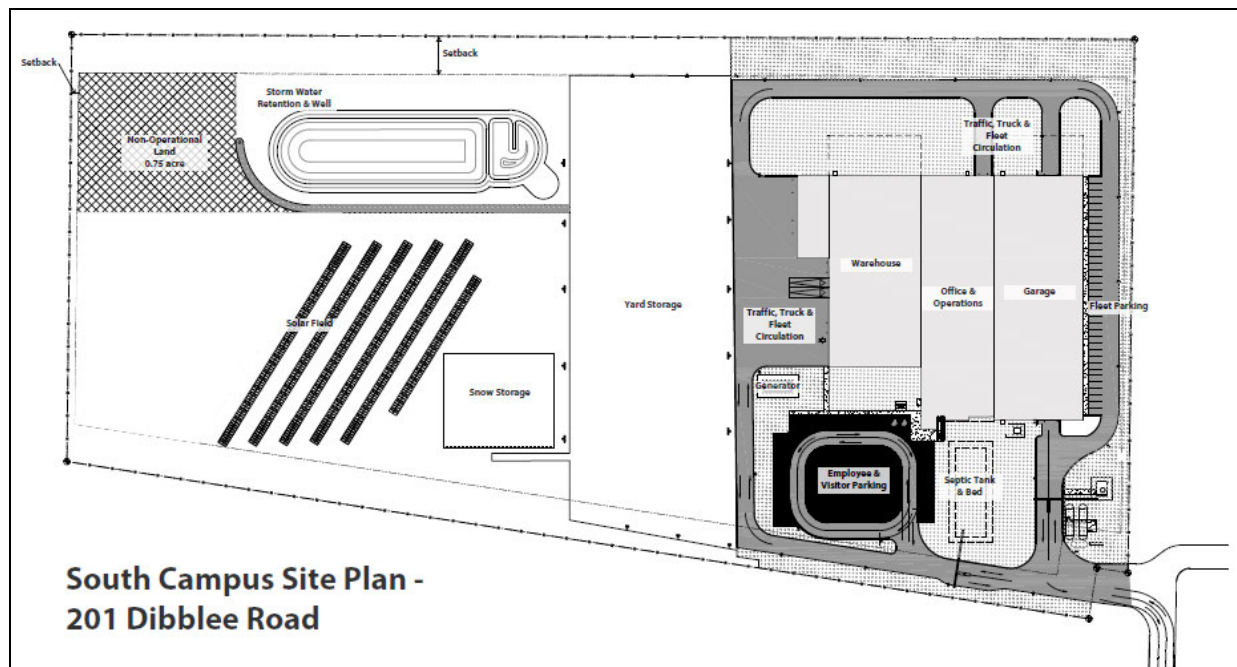 Setback
Setback
Storm Water
Retention & Well
Non-Operational
Land
0.75 acre
Traffic, Truck &
Fleet
Circulation
Warehouse
Office &
Operations
Garage
Fleet Parking
Yard Storage
Solar Field
Traffic, Truck &
Fleet
Circulation
Snow Storage
Generator
Employee &
Visitor Parking
Septic Tank
& Bed
South Campus Site Plan -
201 Dibblee Road